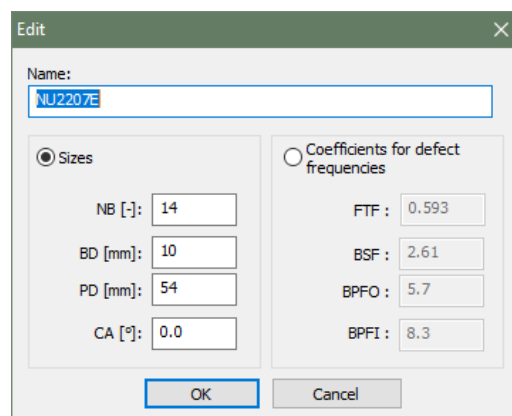 Edit
Name:
NU2207E
Sizes
NB [-]: 14
BD [mm]: 10
PD [mm]: 54
CA [°]: 0.0
Coefficients for defect
frequencies
FTF : 0.593
BSF : 2.61
BPFO : 5.7
BPFI : 8.3
OK
Cancel